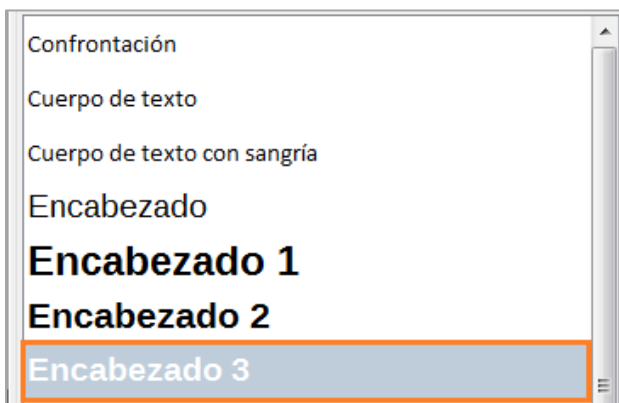 Confrontación
Cuerpo de texto
Cuerpo de texto con sangría
Encabezado
Encabezado 1
Encabezado 2
Encabezado 3